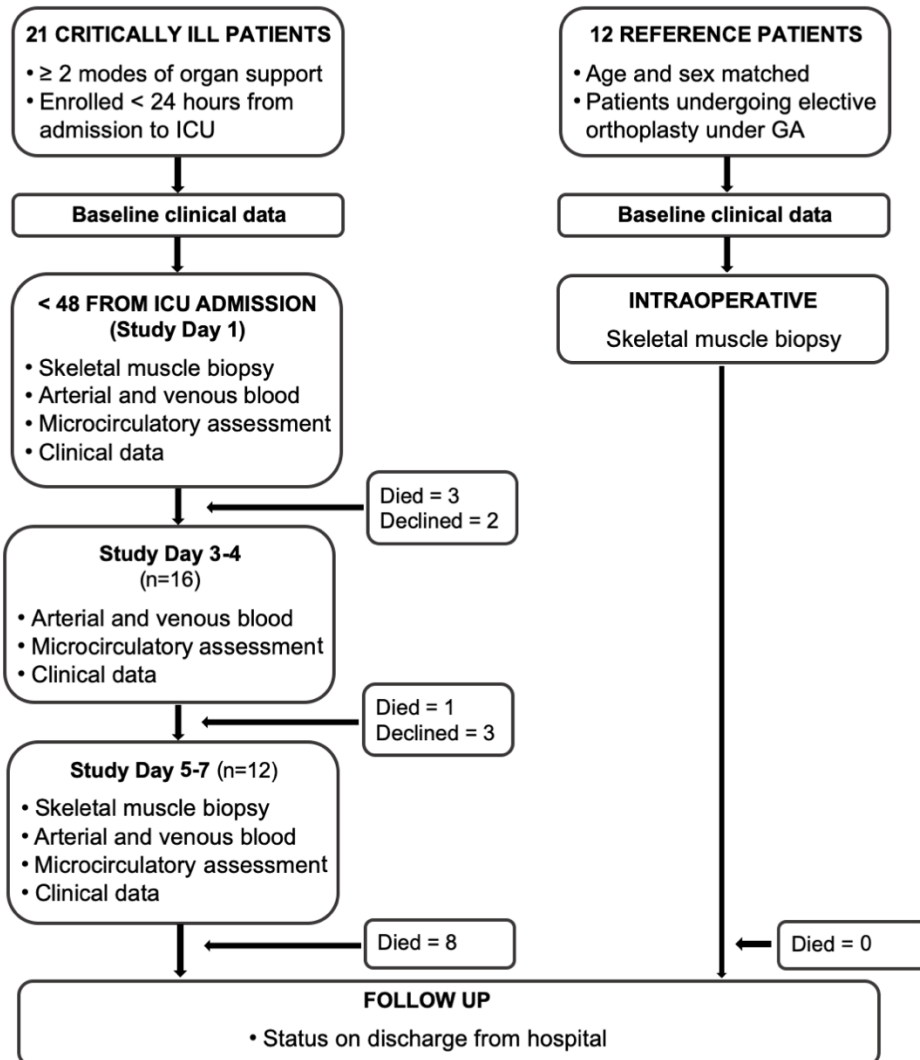 21 CRITICALLY ILL PATIENTS
• ≥ 2 modes of organ support
• Enrolled < 24 hours from
admission to ICU
Baseline clinical data
< 48 FROM ICU ADMISSION
(Study Day 1)
• Skeletal muscle biopsy
• Arterial and venous blood
• Microcirculatory assessment
• Clinical data
Died = 3
Declined = 2
Study Day 3-4
(n=16)
• Arterial and venous blood
• Microcirculatory assessment
• Clinical data
Died = 1
Declined = 3
Study Day 5-7 (n=12)
• Skeletal muscle biopsy
• Arterial and venous blood
• Microcirculatory assessment
• Clinical data
Died = 8
12 REFERENCE PATIENTS
• Age and sex matched
• Patients undergoing elective
orthoplasty under GA
Baseline clinical data
INTRAOPERATIVE
Skeletal muscle biopsy
Died = 0
FOLLOW UP
• Status on discharge from hospital